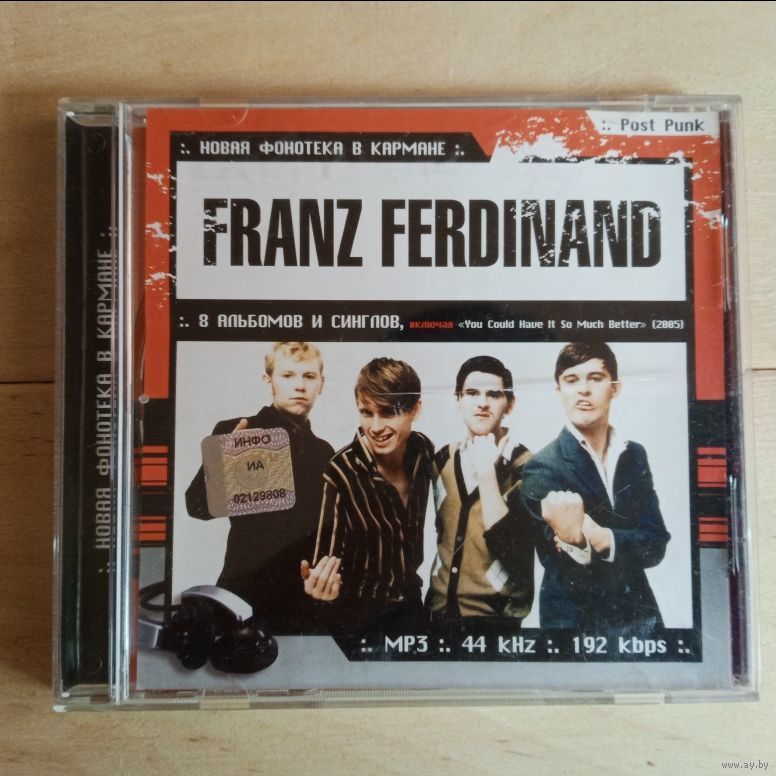 :. Post Punk
:. НОВАЯ ФОНОТЕКА В КАРМАНЕ :.
FRANZ FERDINAND
:. 8 АЛЬБОМОВ И СИНГЛОВ, включая «You Could Have It So Much Better» (2005)
ИНФО
ИА
02129808
:. MP3 :. 44 kHz :. 192 kbps :.
:. НОВАЯ ФОНОТЕКА В КАРМАНЕ :.
www.ay.by